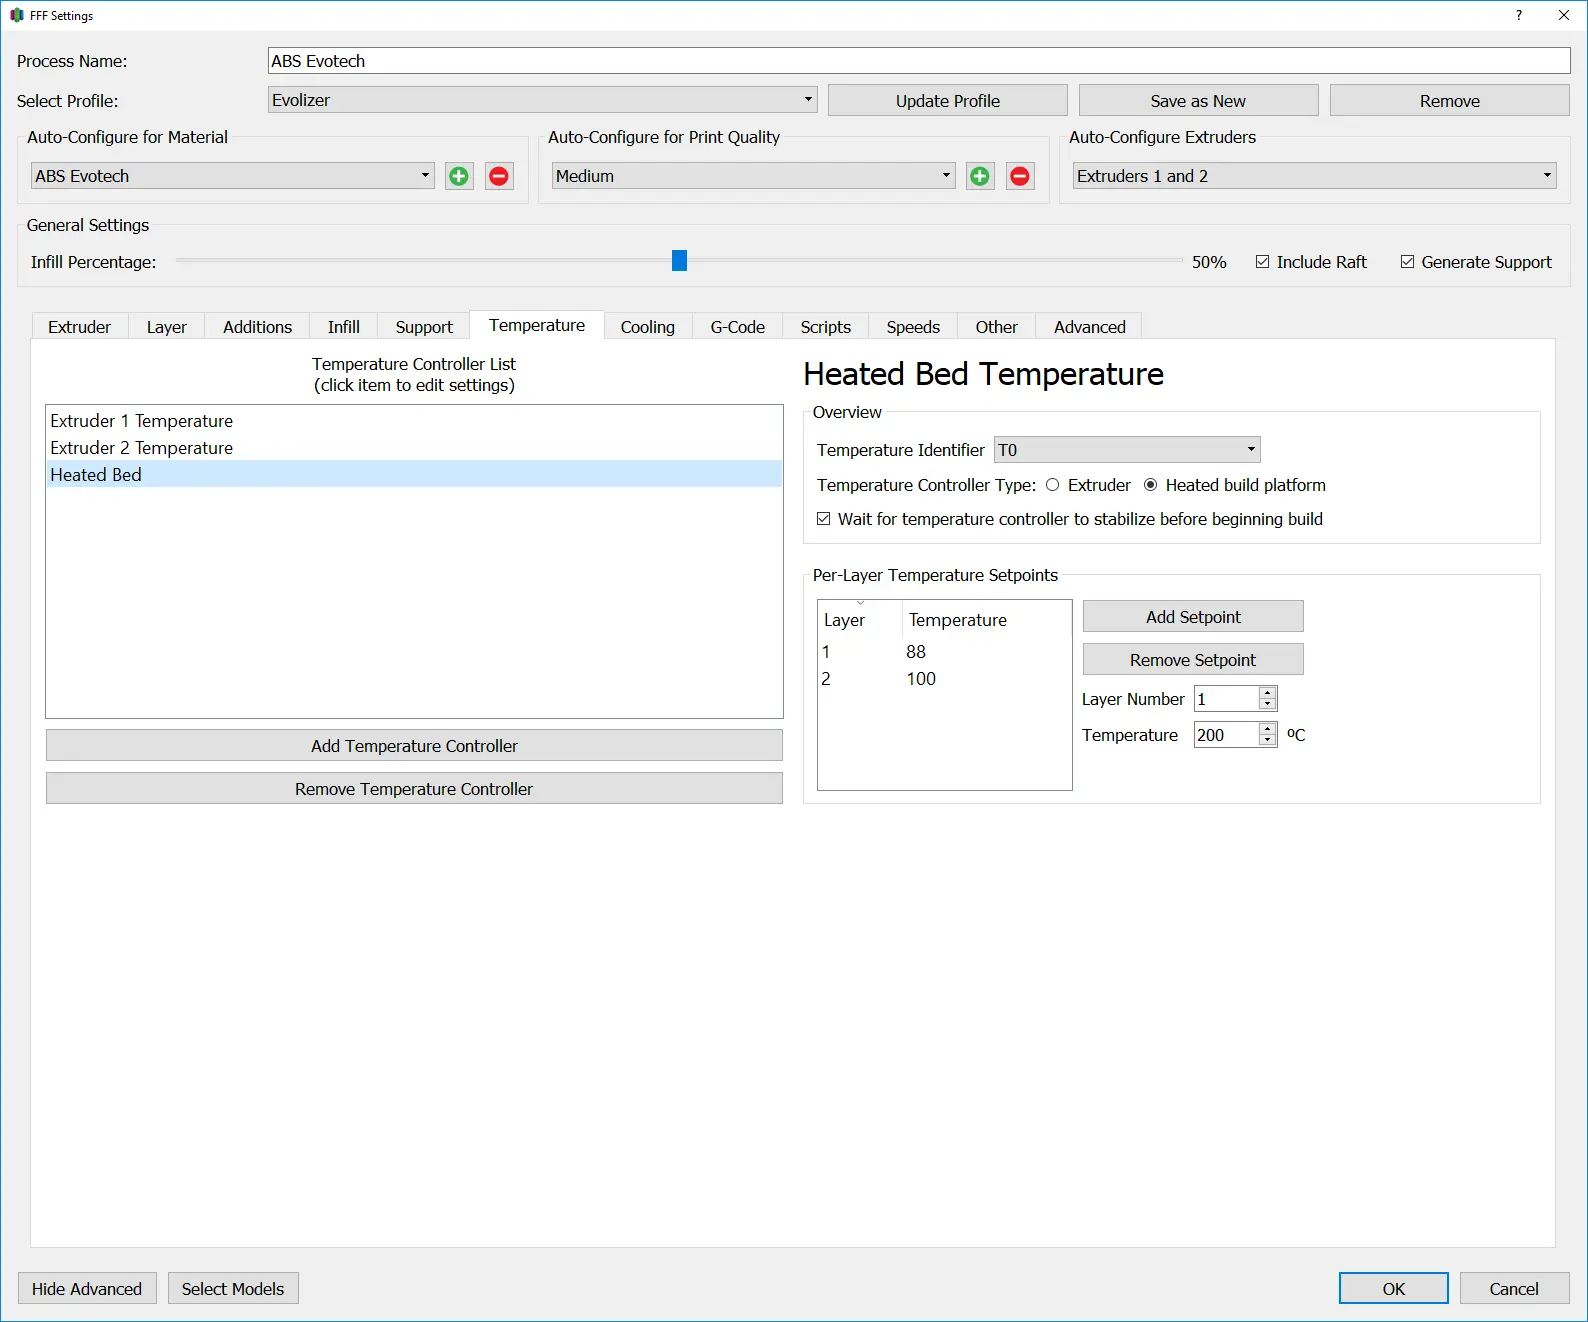 FFF Settings
?
Process Name:
ABS Evotech
Select Profile:
Evolizer
Update Profile
Save as New
Remove
Auto-Configure for Material
ABS Evotech
Auto-Configure for Print Quality
Medium
Auto-Configure Extruders
Extruders 1 and 2
General Settings
Infill Percentage:
50%
Include Raft
Generate Support
Extruder
Layer
Additions
Infill
Support
Temperature
Cooling
G-Code
Scripts
Speeds
Other
Advanced
Temperature Controller List
(click item to edit settings)
Extruder 1 Temperature
Extruder 2 Temperature
Heated Bed
Add Temperature Controller
Remove Temperature Controller
Heated Bed Temperature
Overview
Temperature Identifier
T0
Temperature Controller Type:
Extruder
Heated build platform
Wait for temperature controller to stabilize before beginning build
Per-Layer Temperature Setpoints
Layer
Temperature
1
88
2
100
Add Setpoint
Remove Setpoint
Layer Number
1
Temperature
200
ºC
Hide Advanced
Select Models
OK
Cancel